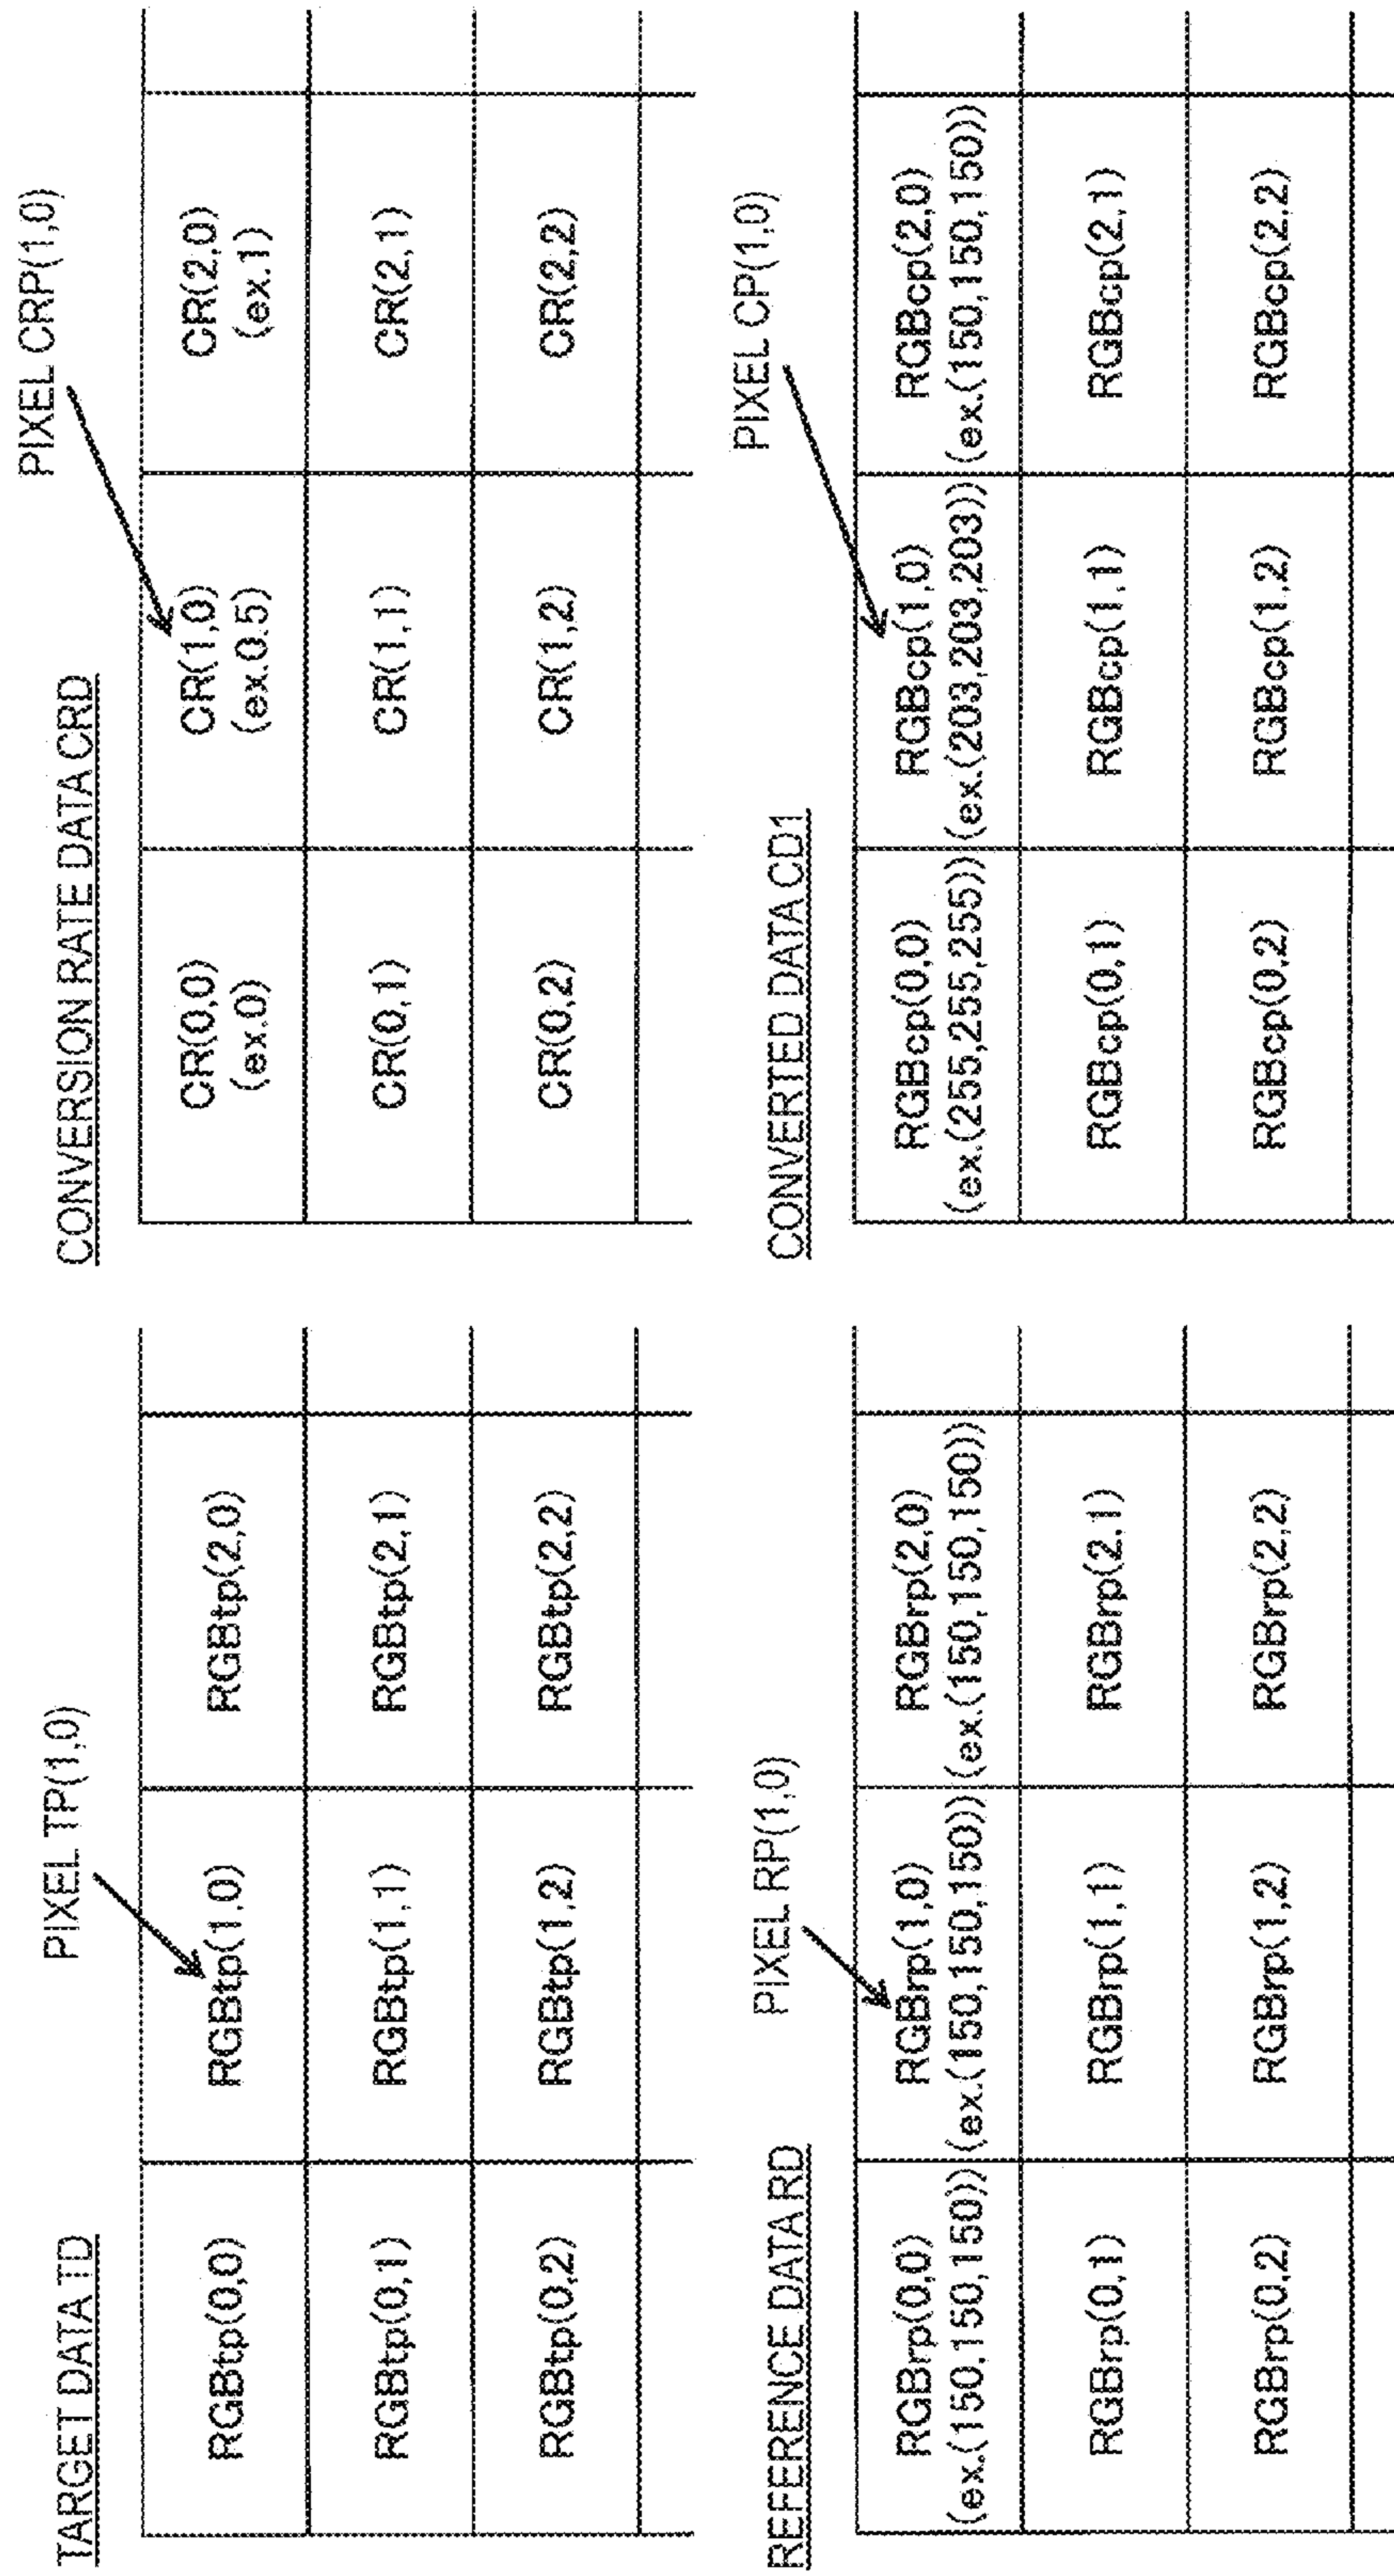 TARGET DATA TD
PIXEL TP(1,0)
RGBtp(0,0) RGBtp(1,0) RGBtp(2,0)
RGBtp(0,1) RGBtp(1,1) RGBtp(2,1)
RGBtp(0,2) RGBtp(1,2) RGBtp(2,2)
CONVERSION RATE DATA CRD
PIXEL CRP(1,0)
CR(0,0) CR(1,0) CR(2,0)
(ex.0) (ex.0.5) (ex.1)
CR(0,1) CR(1,1) CR(2,1)
CR(0,2) CR(1,2) CR(2,2)
REFERENCE DATA RD
PIXEL RP(1,0)
RGBrp(0,0) RGBrp(1,0) RGBrp(2,0)
(ex.(150,150,150)) (ex.(150,150,150)) (ex.(150,150,150))
RGBrp(0,1) RGBrp(1,1) RGBrp(2,1)
RGBrp(0,2) RGBrp(1,2) RGBrp(2,2)
CONVERTED DATA CD1
PIXEL CP(1,0)
RGBcp(0,0) RGBcp(1,0) RGBcp(2,0)
(ex.(255,255,255)) (ex.(203,203,203)) (ex.(150,150,150))
RGBcp(0,1) RGBcp(1,1) RGBcp(2,1)
RGBcp(0,2) RGBcp(1,2) RGBcp(2,2)